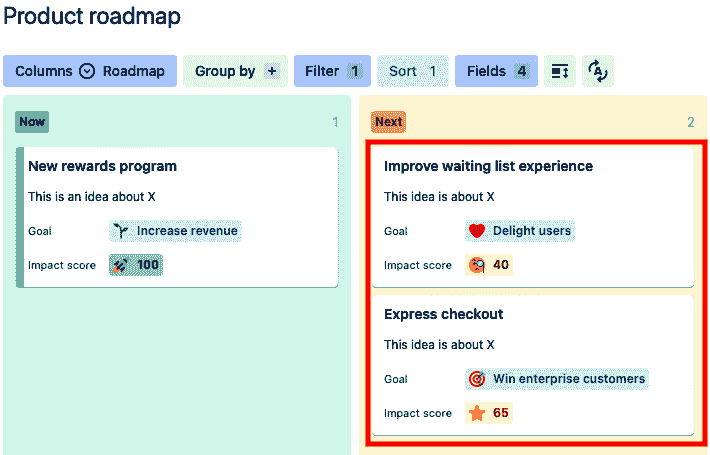 Product roadmap
Columns Roadmap Group by + Filter 1 Sort 1 Fields 4 A
Now 1
New rewards program
This is an idea about X
Goal Increase revenue
Impact score 100
Next 2
Improve waiting list experience
This idea is about X
Goal Delight users
Impact score 40
Express checkout
This idea is about X
Goal Win enterprise customers
Impact score 65